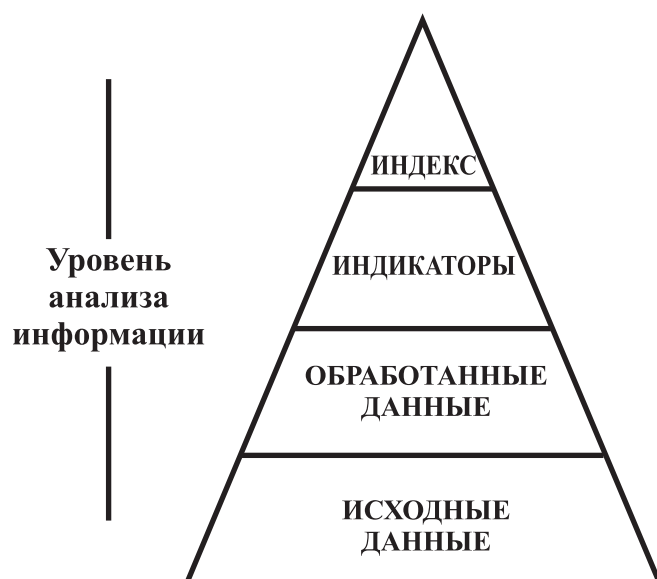 ИНДЕКС
Уровень
анализа
информации
ИНДИКАТОРЫ
ОБРАБОТАННЫЕ
ДАННЫЕ
ИСХОДНЫЕ
ДАННЫЕ